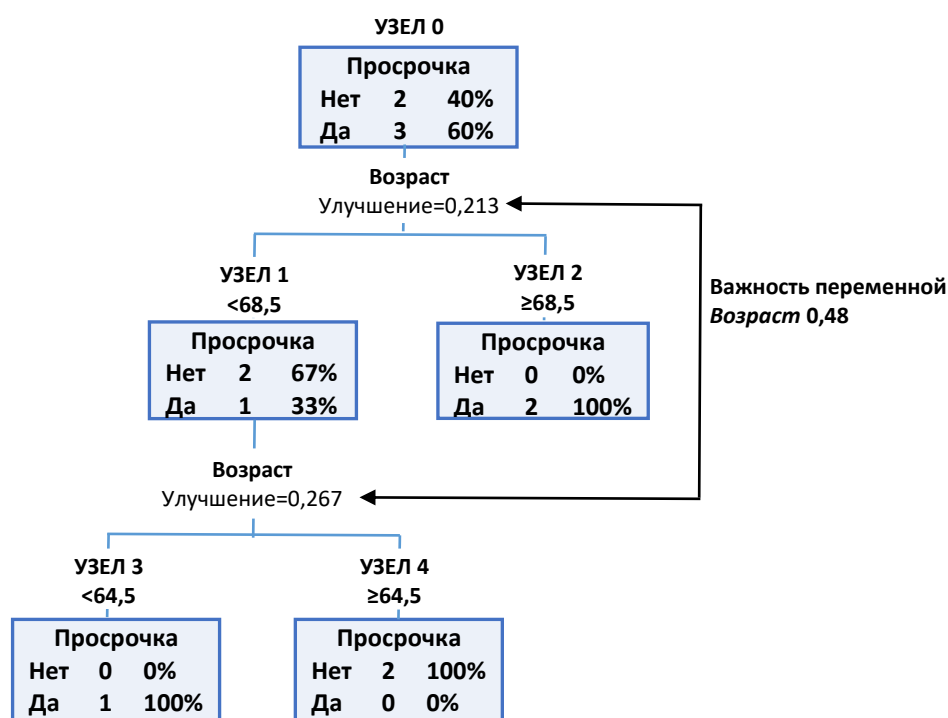 УЗЕЛ 0
Просрочка
Нет 2 40%
Да 3 60%
Возраст
Улучшение=0,213
УЗЕЛ 1
<68,5
Просрочка
Нет 2 67%
Да 1 33%
УЗЕЛ 2
≥68,5
Просрочка
Нет 0 0%
Да 2 100%
Важность переменной
Возраст 0,48
Возраст
Улучшение=0,267
УЗЕЛ 3
<64,5
Просрочка
Нет 0 0%
Да 1 100%
УЗЕЛ 4
≥64,5
Просрочка
Нет 2 100%
Да 0 0%